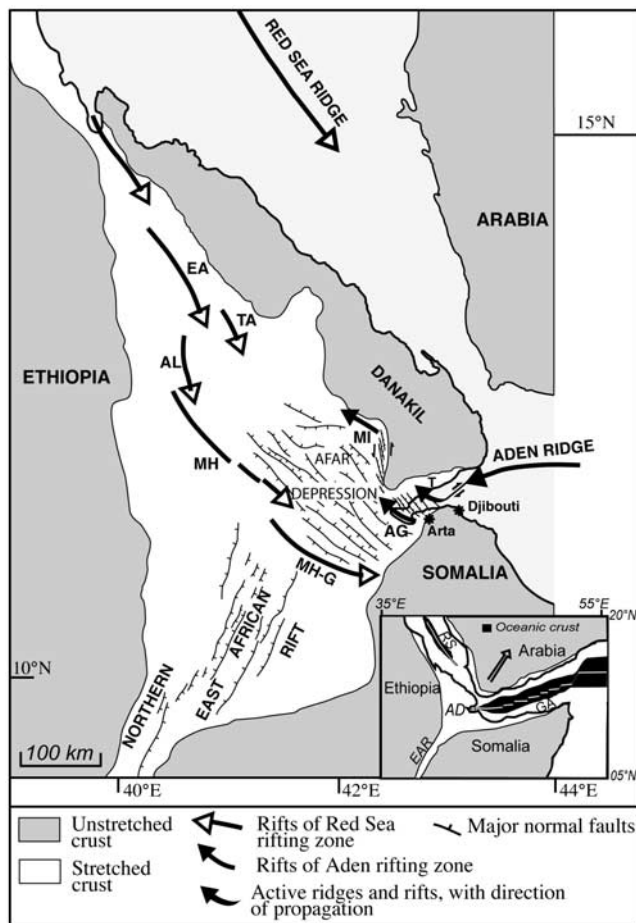 RED SEA RIDGE
15°N
ARABIA
EA
TA
ETHIOPIA
AL
DANAKIL
MI
MH
AFAR
ADEN RIDGE
DEPRESSION
T
Djibouti
AG
Arta
MH-G
SOMALIA
35°E
55°E
20°N
Oceanic crust
RS
Arabia
10°N
NORTHERN
EAST
AFRICAN
RIFT
Ethiopia
AD
GA
EAR
Somalia
05°N
100 km
40°E
42°E
44°E
Unstretched
crust
Stretched
crust
Rifts of Red Sea
rifting zone
Rifts of Aden rifting zone
Active ridges and rifts, with direction
of propagation
Major normal faults